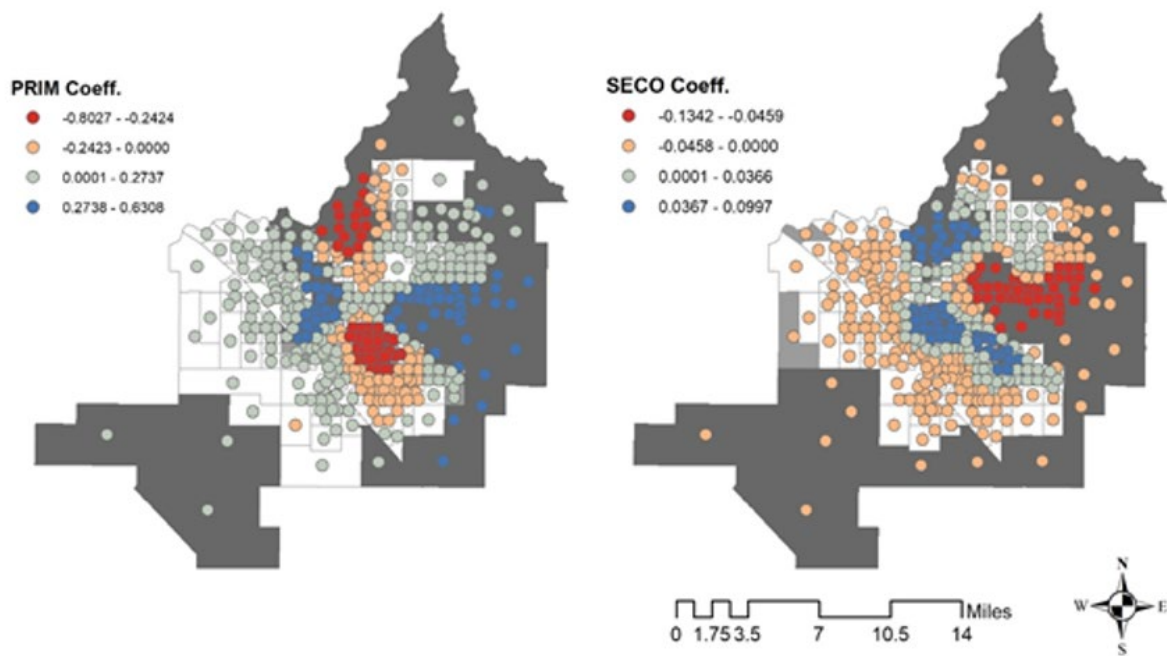 PRIM Coeff.
-0.8027 - -0.2424
-0.2423 - 0.0000
0.0001 - 0.2737
0.2738 - 0.6308
SECO Coeff.
-0.1342 - -0.0459
-0.0458 - 0.0000
0.0001 - 0.0366
0.0367 - 0.0997
Miles
0 1.75 3.5 7 10.5 14
N
W E
S